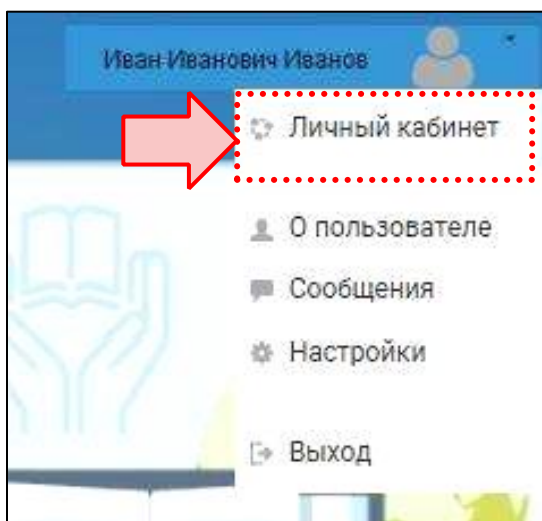 Иван Иванович Иванов
Личный кабинет
О пользователе
Сообщения
Настройки
Выход